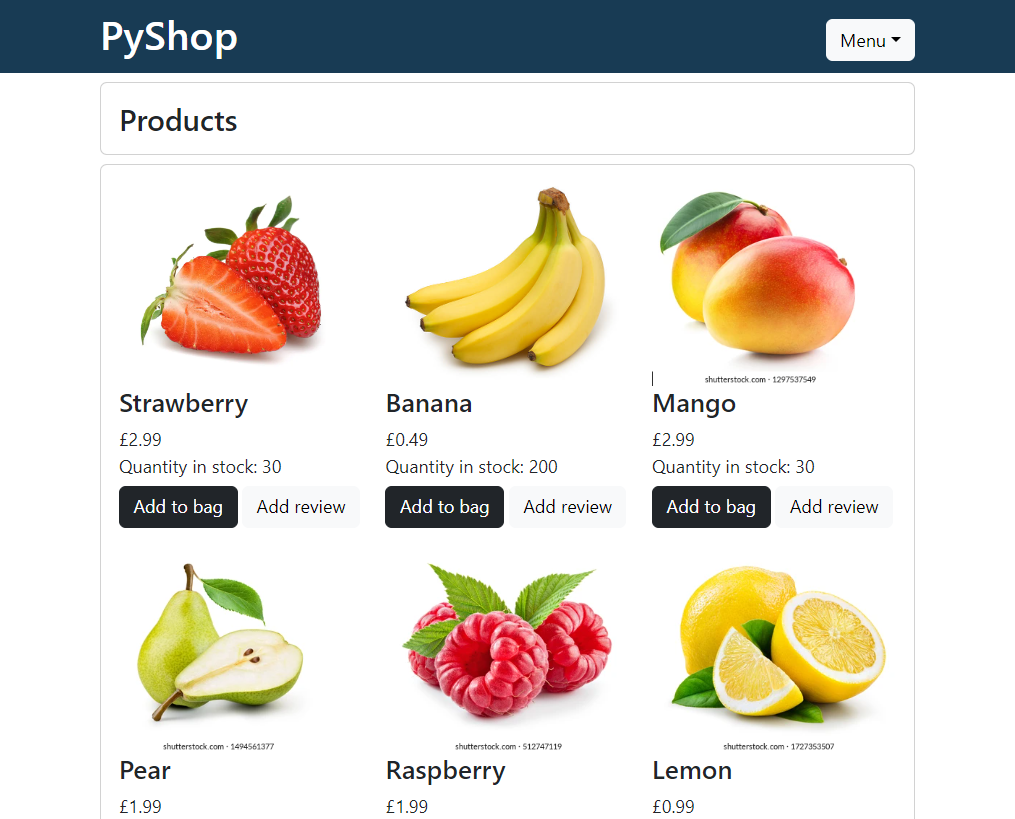 PyShop
Menu
Products
shutterstock.com · 1297537549
Strawberry
Banana
Mango
£2.99
£0.49
£2.99
Quantity in stock: 30
Quantity in stock: 200
Quantity in stock: 30
Add to bag
Add review
Add to bag
Add review
Add to bag
Add review
shutterstock.com · 1494561377
shutterstock.com · 512747119
shutterstock.com · 1727353507
Pear
Raspberry
Lemon
£1.99
£1.99
£0.99